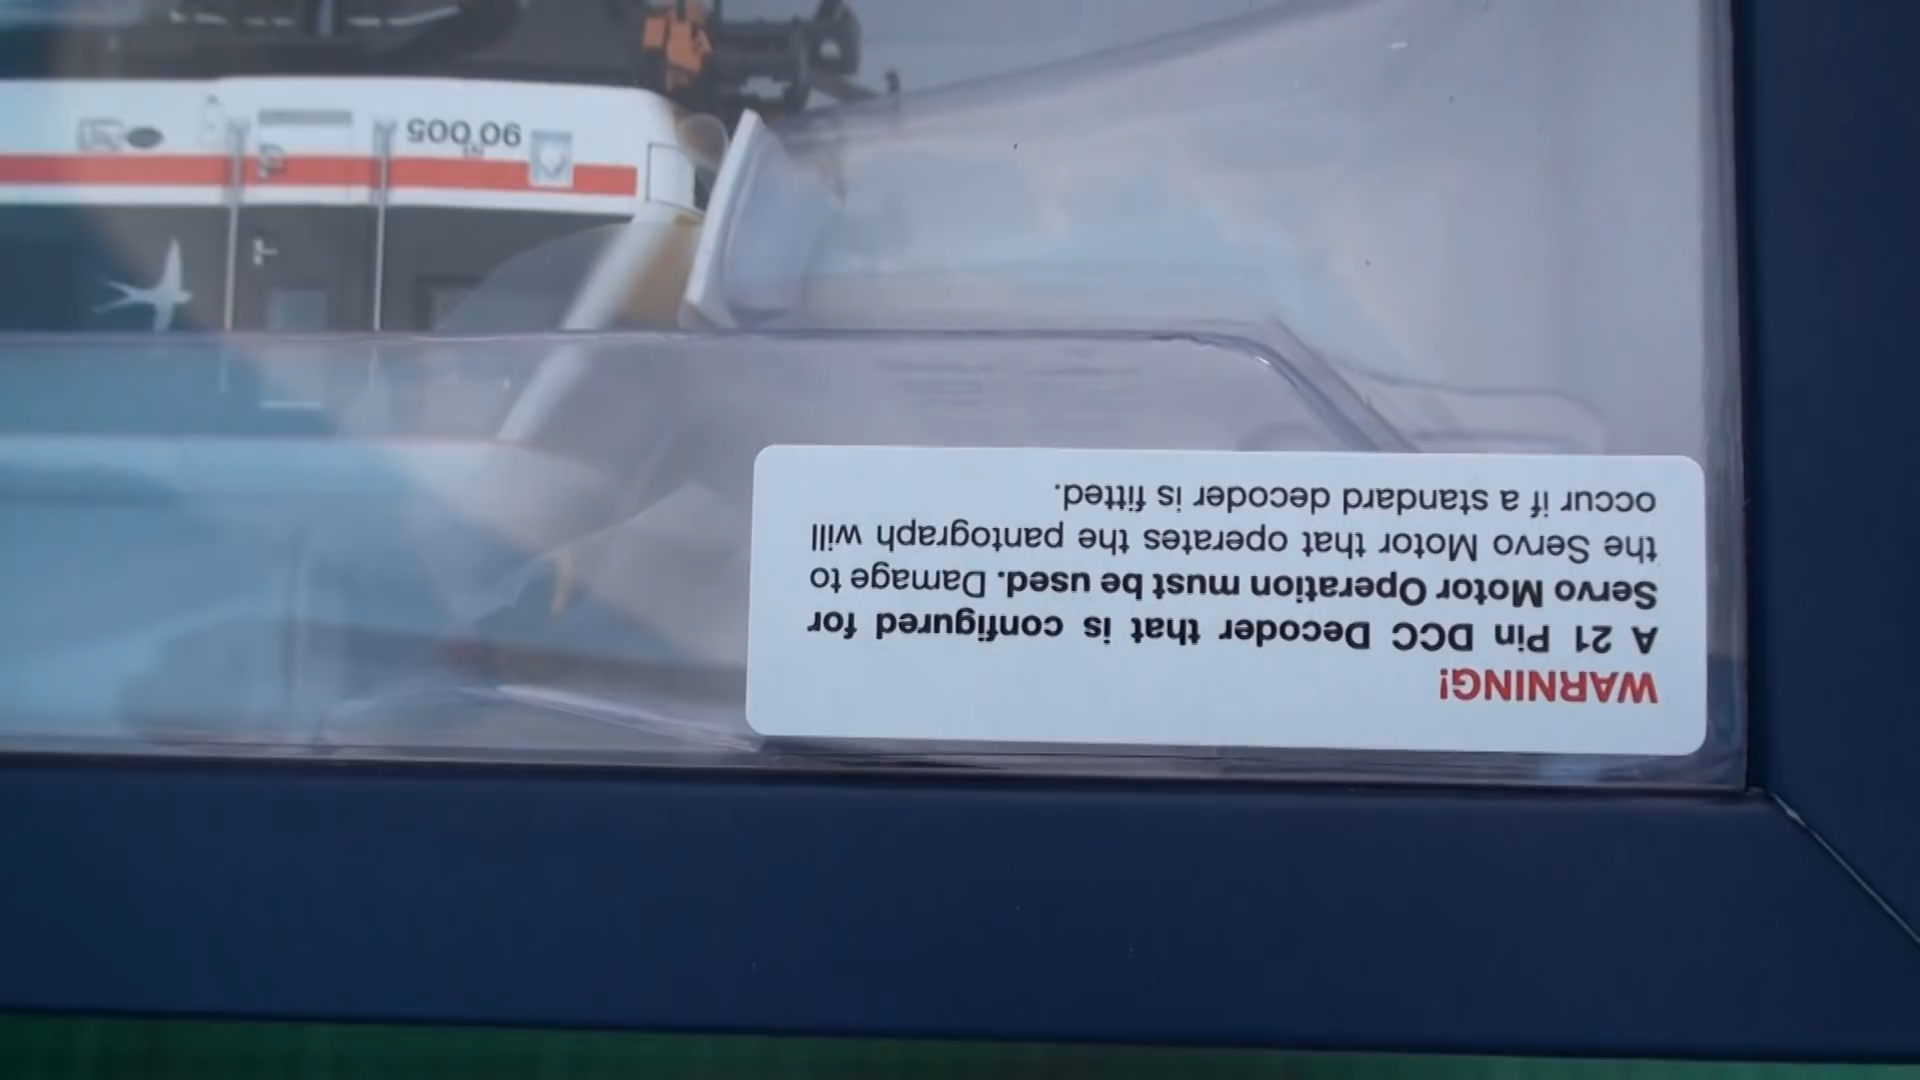 WARNING!
A 21 Pin DCC Decoder that is configured for
Servo Motor Operation must be used. Damage to
the Servo Motor that operates the pantograph will
occur if a standard decoder is fitted.
90 005